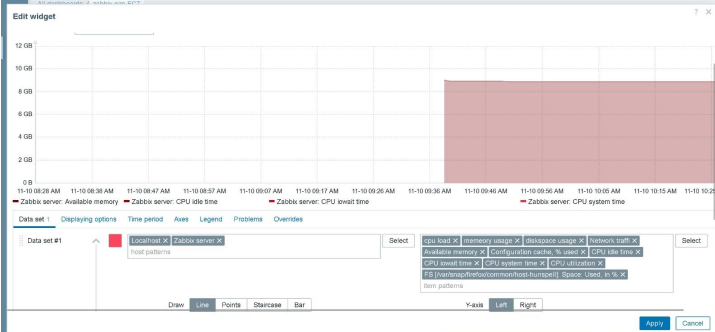 All dashboards / zabbix
Edit widget
? ×
12 GB
10 GB
8 GB
6 GB
4 GB
2 GB
0 B
11-10 08:28 AM 11-10 08:38 AM 11-10 08:47 AM 11-10 08:57 AM 11-10 09:07 AM 11-10 09:17 AM 11-10 09:26 AM 11-10 09:36 AM 11-10 09:46 AM 11-10 09:56 AM 11-10 10:05 AM 11-10 10:15 AM 11-10 10:25
Zabbix server: Available memory Zabbix server: CPU idle time Zabbix server: CPU iowait time Zabbix server: CPU system time
Data set 1 Displaying options Time period Axes Legend Problems Overrides
Data set #1 Localhost × Zabbix server × Select cpu load × memeory usage × diskspace usage × Network traffi × Select
host patterns Available memory × Configuration cache, % used × CPU idle time ×
CPU iowait time × CPU system time × CPU utilization ×
FS [/var/snap/firefox/common/host-hunspell]: Space: Used, in % ×
item patterns
Draw Line Points Staircase Bar Y-axis Left Right
Apply Cancel